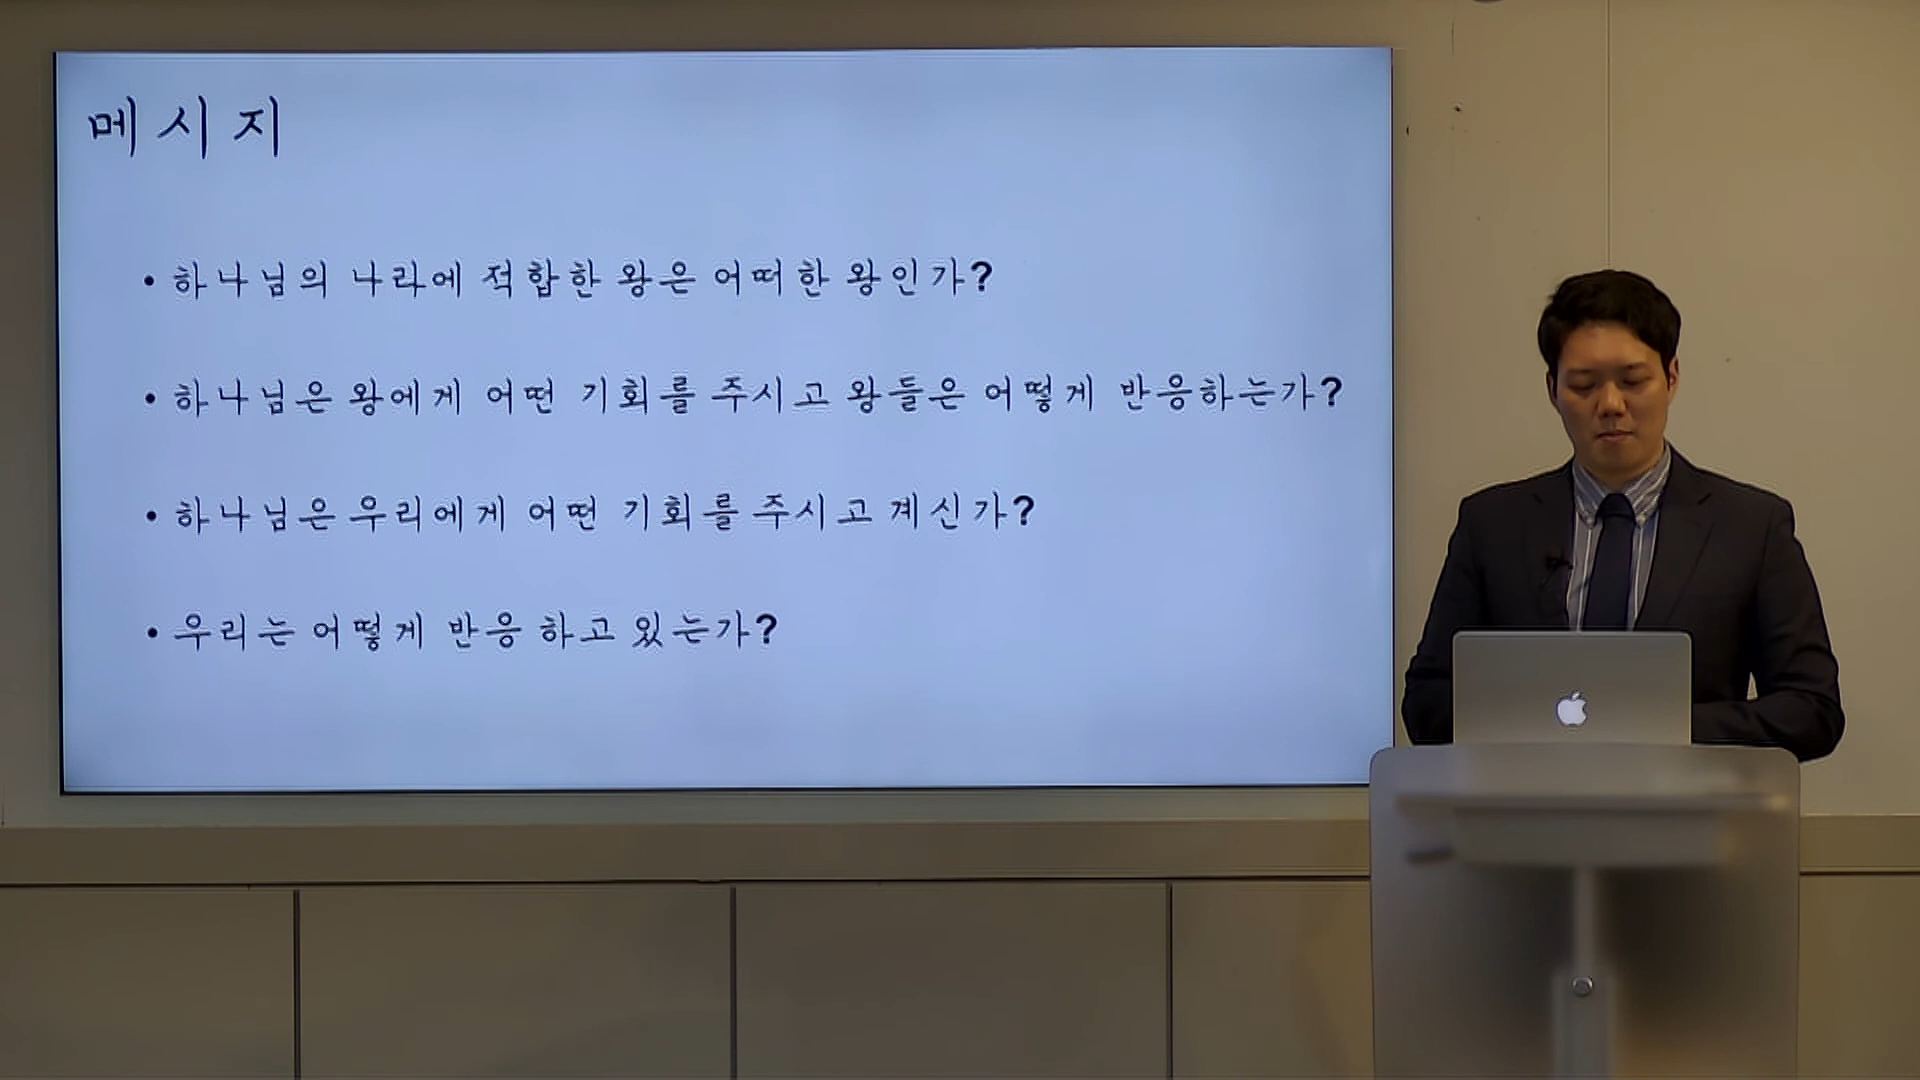 메시지
• 하나님의 나라에 적합한 왕은 어떠한 왕인가?
• 하나님은 왕에게 어떤 기회를 주시고 왕들은 어떻게 반응하는가?
• 하나님은 우리에게 어떤 기회를 주시고 계신가?
• 우리는 어떻게 반응 하고 있는가?